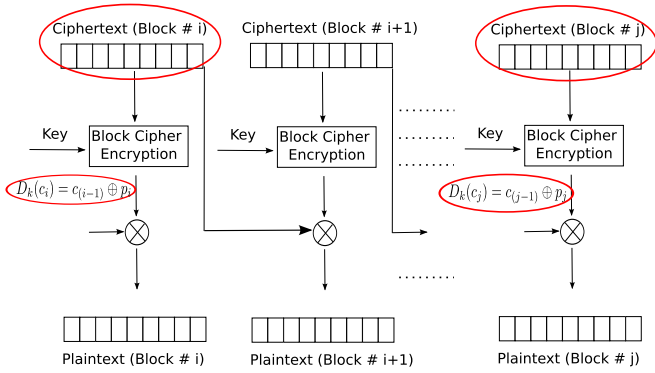 Ciphertext (Block # i)
Ciphertext (Block # i+1)
Ciphertext (Block # j)
Key
Block Cipher
Encryption
Key
Block Cipher
Encryption
Key
Block Cipher
Encryption
D_k(c_i) = c_{(i−1)} ⊕ p_i
D_k(c_j) = c_{(j−1)} ⊕ p_j
Plaintext (Block # i)
Plaintext (Block # i+1)
Plaintext (Block # j)